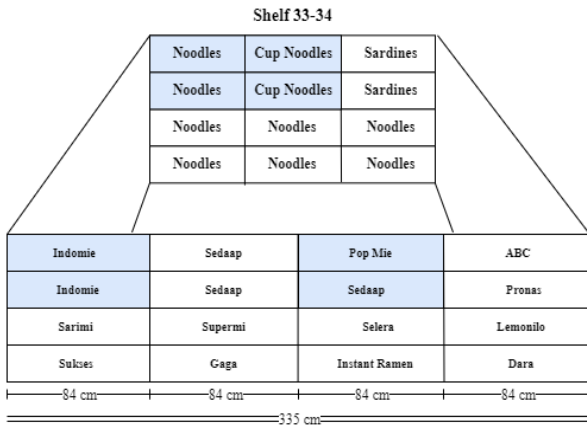 Shelf 33-34
Noodles Cup Noodles Sardines
Noodles Cup Noodles Sardines
Noodles Noodles Noodles
Noodles Noodles Noodles
Indomie Sedaap Pop Mie ABC
Indomie Sedaap Sedaap Pronas
Sarimi Supermi Selera Lemonilo
Sukses Gaga Instant Ramen Dara
84 cm 84 cm 84 cm 84 cm
335 cm